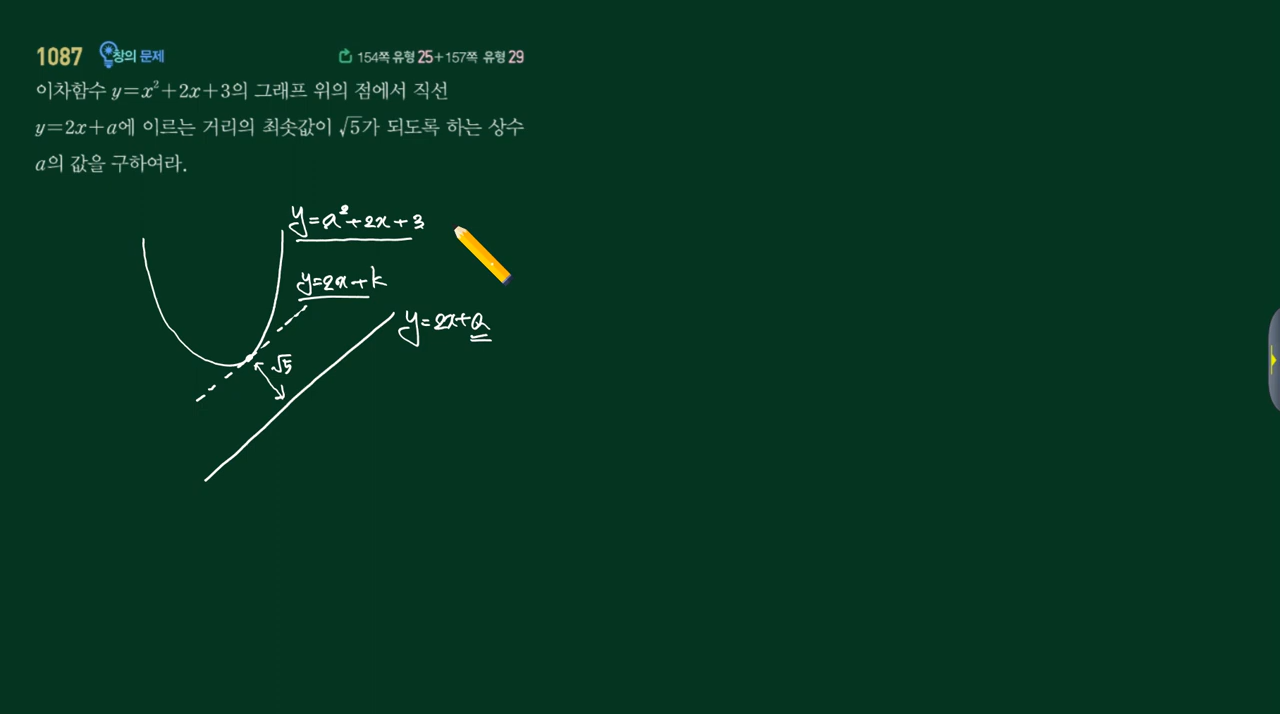 1087 창의 문제 154쪽 유형 25+157쪽 유형 29
이차함수 y=x²+2x+3의 그래프 위의 점에서 직선
y=2x+a에 이르는 거리의 최솟값이 √5가 되도록 하는 상수
a의 값을 구하여라.
y=x²+2x+3
y=2x+k
y=2x+a
√5